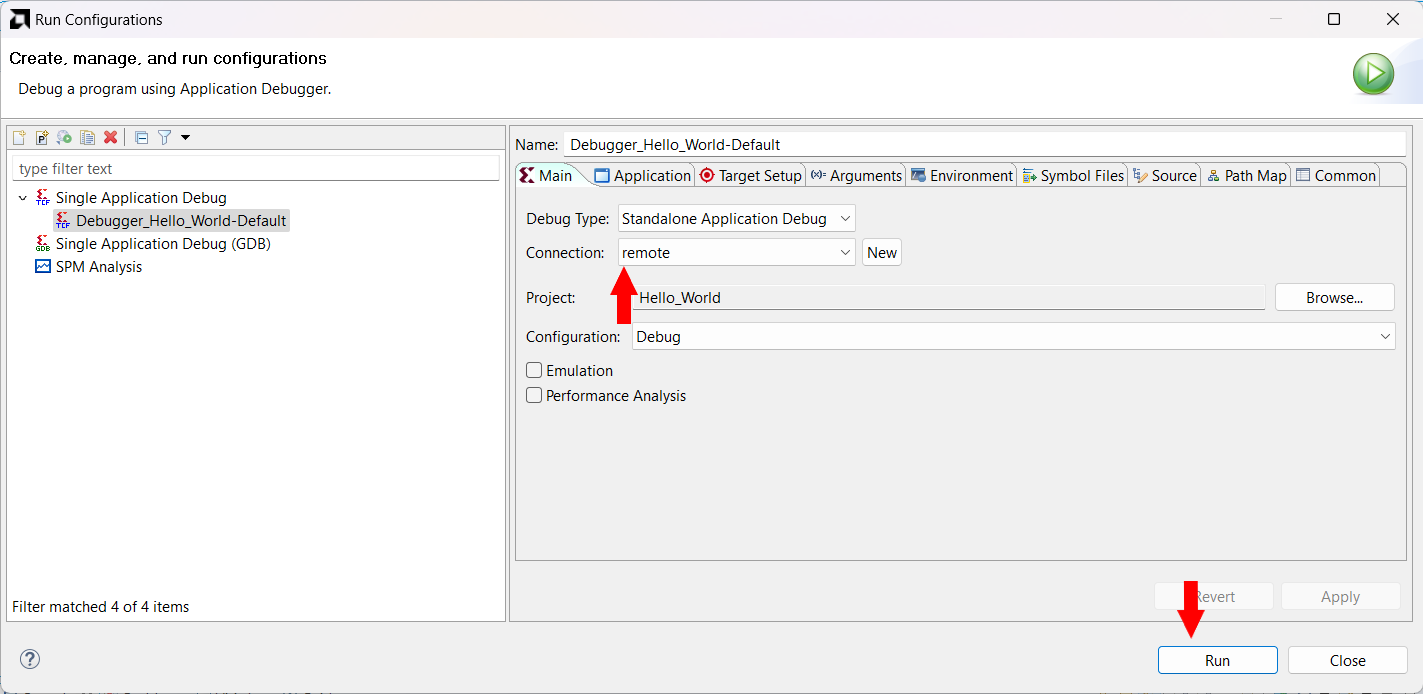 Run Configurations
Create, manage, and run configurations
Debug a program using Application Debugger.
type filter text
Single Application Debug
Debugger_Hello_World-Default
Single Application Debug (GDB)
SPM Analysis
Filter matched 4 of 4 items
Name: Debugger_Hello_World-Default
Main Application Target Setup Arguments Environment Symbol Files Source Path Map Common
Debug Type: Standalone Application Debug
Connection: remote New
Project: Hello_World Browse...
Configuration: Debug
Emulation
Performance Analysis
Revert Apply
Run Close